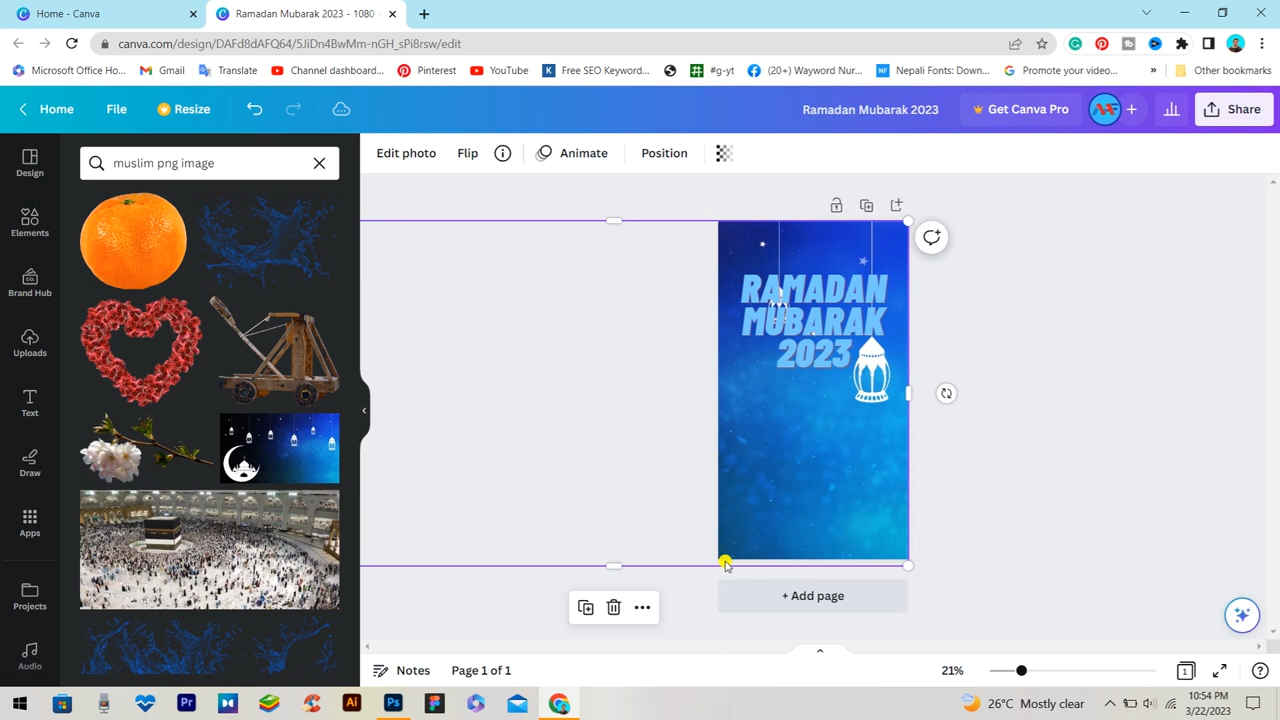 Home - Canva
Ramadan Mubarak 2023 - 1080
canva.com/design/DAFd8dAFQ64/5JiDn4BwMm-nGH_sPi8rsw/edit
Microsoft Office Ho...
Gmail
Translate
Channel dashboard...
Pinterest
YouTube
Free SEO Keyword...
#g-yt
(20+) Wayword Nur...
Nepali Fonts: Down...
Promote your video...
Other bookmarks
Home
File
Resize
Ramadan Mubarak 2023
Get Canva Pro
Share
Design
Elements
Brand Hub
Uploads
Text
Draw
Apps
Projects
Audio
muslim png image
Edit photo
Flip
Animate
Position
RAMADAN
MUBARAK
2023
+ Add page
Notes
Page 1 of 1
21%
1
26°C Mostly clear
10:54 PM
3/22/2023